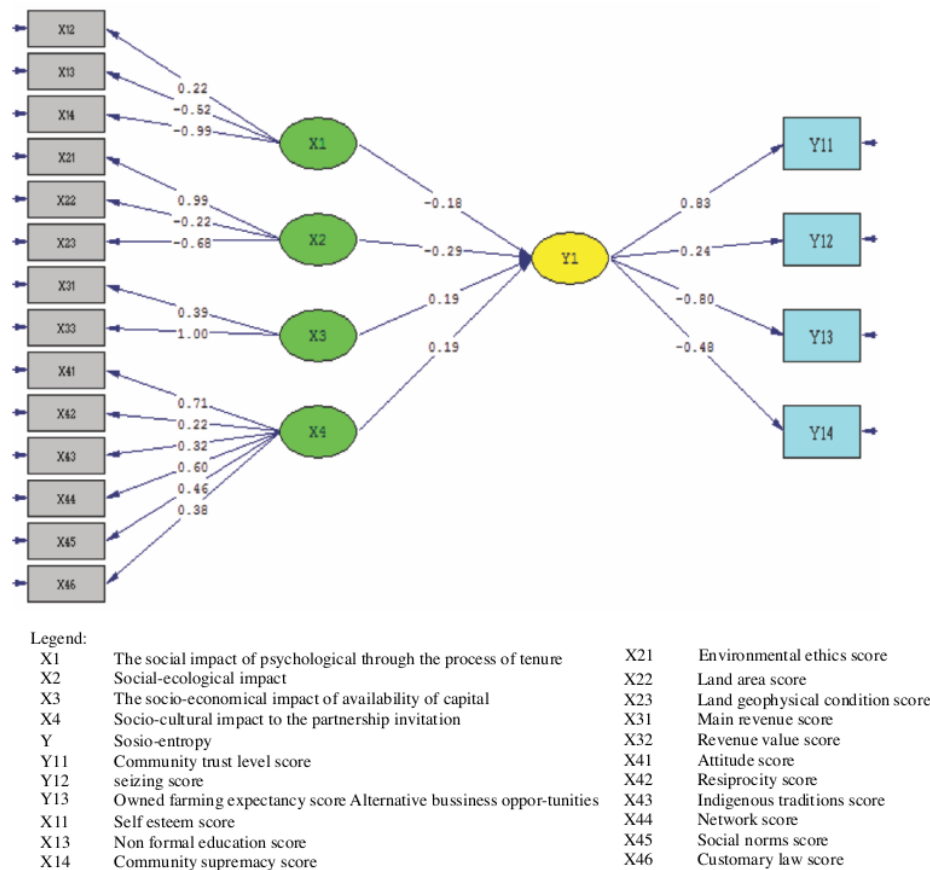 X12
X13
X14
X21
X22
X23
X31
X33
X41
X42
X43
X44
X45
X46
0.22
-0.52
-0.99
0.99
-0.22
-0.68
0.39
1.00
0.71
0.22
0.32
0.60
0.46
0.38
X1
X2
X3
X4
-0.18
-0.29
0.19
0.19
Y1
0.83
-0.24
-0.80
-0.48
Y11
Y12
Y13
Y14
Legend:
X1 The social impact of psychological through the process of tenure
X2 Social-ecological impact
X3 The socio-economical impact of availability of capital
X4 Socio-cultural impact to the partnership invitation
Y Sosio-entropy
Y11 Community trust level score
Y12 seizing score
Y13 Owned farming expectancy score Alternative bussiness oppor-tunities
X11 Self esteem score
X13 Non formal education score
X14 Community supremacy score
X21 Environmental ethics score
X22 Land area score
X23 Land geophysical condition score
X31 Main revenue score
X32 Revenue value score
X41 Attitude score
X42 Resiprocity score
X43 Indigenous traditions score
X44 Network score
X45 Social norms score
X46 Customary law score